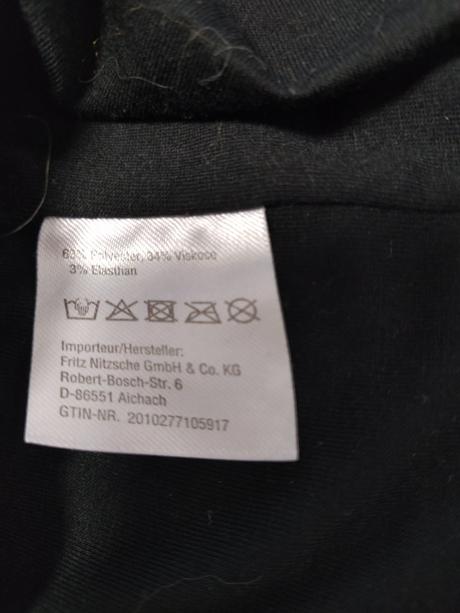 63% Polyester, 34% Viskose
3% Elasthan
Importeur/Hersteller:
Fritz Nitzsche GmbH & Co. KG
Robert-Bosch-Str. 6
D-86551 Aichach
GTIN-NR. 2010277105917